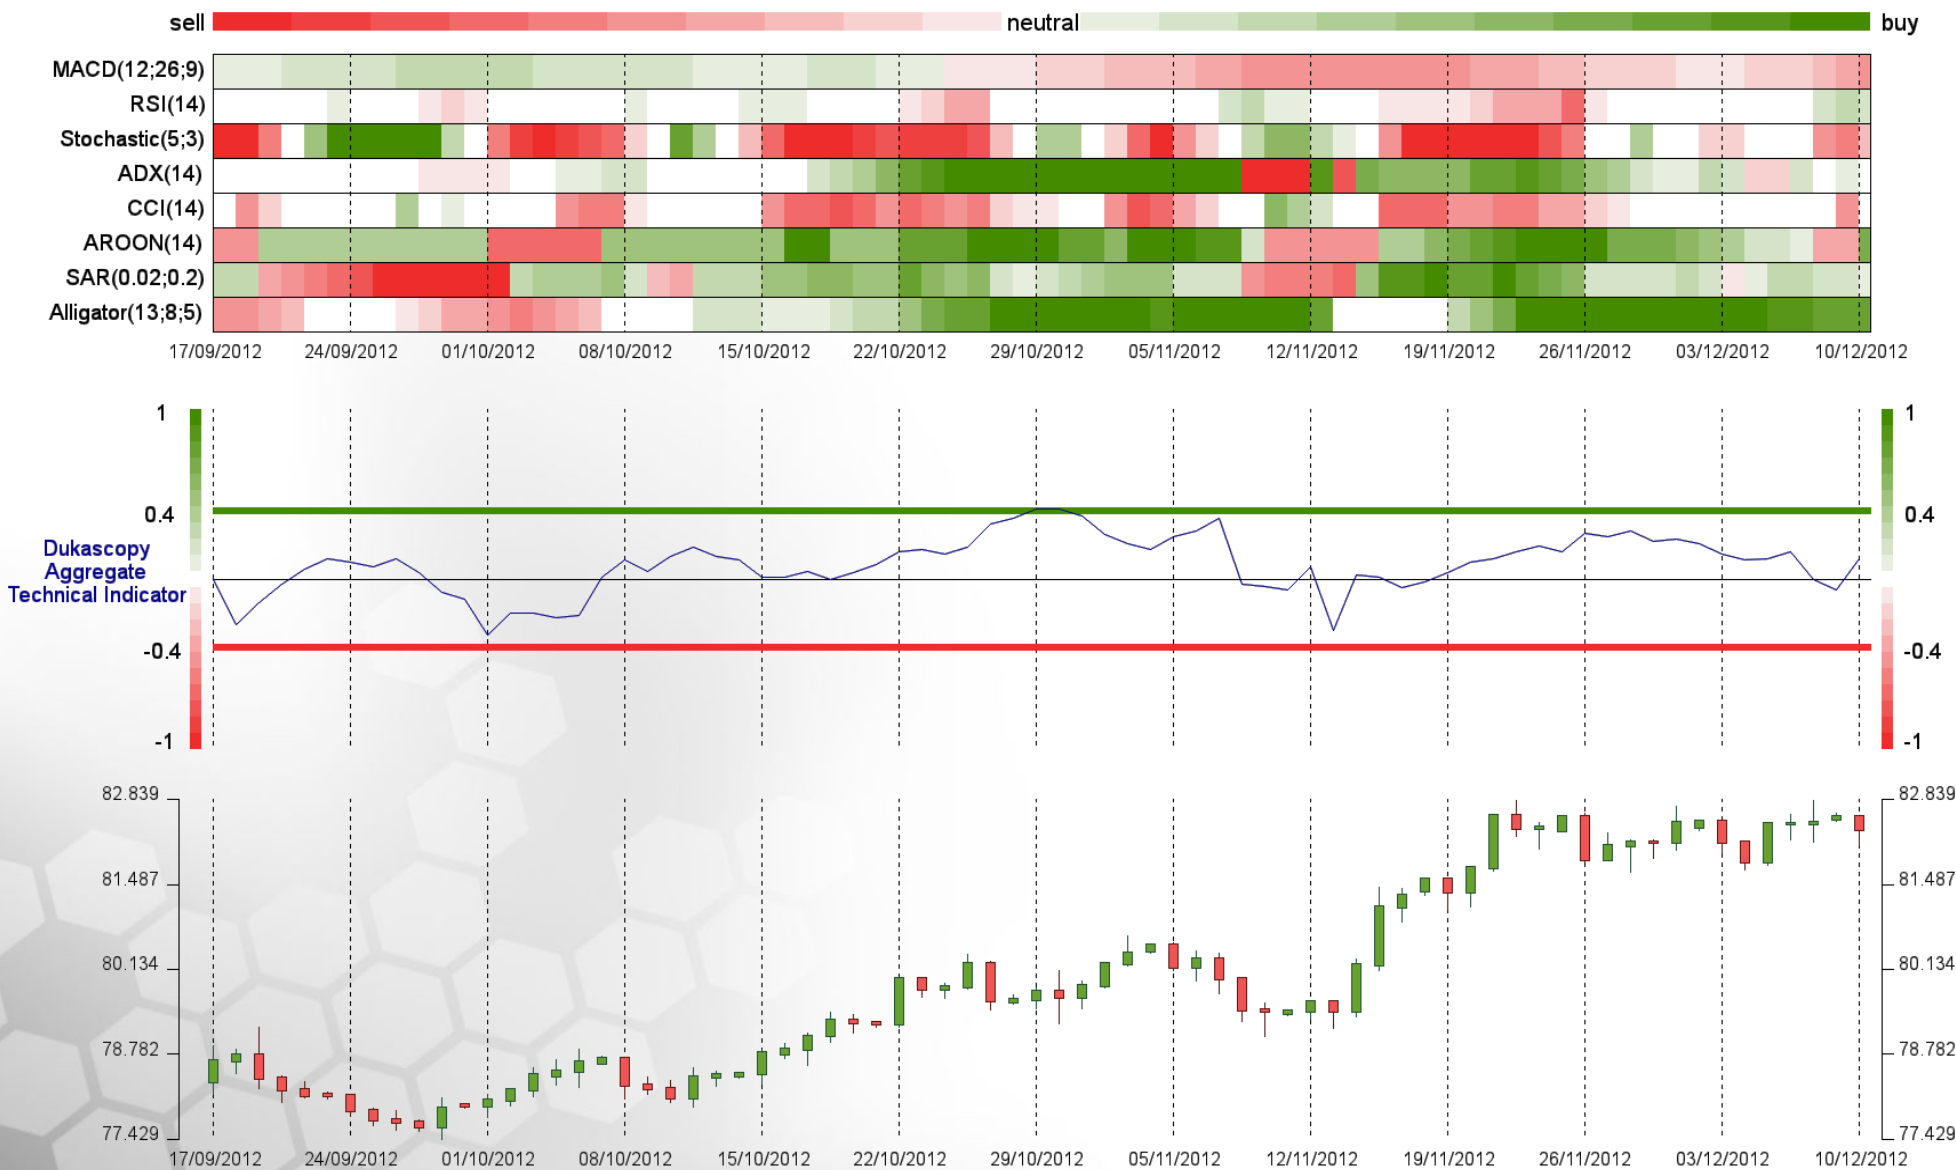 sell neutral buy
MACD(12;26;9)
RSI(14)
Stochastic(5;3)
ADX(14)
CCI(14)
AROON(14)
SAR(0.02;0.2)
Alligator(13;8;5)
17/09/2012 24/09/2012 01/10/2012 08/10/2012 15/10/2012 22/10/2012 29/10/2012 05/11/2012 12/11/2012 19/11/2012 26/11/2012 03/12/2012 10/12/2012
1 1
0.4 0.4
Dukascopy
Aggregate
Technical Indicator
-0.4 -0.4
-1 -1
82.839 82.839
81.487 81.487
80.134 80.134
78.782 78.782
77.429 77.429
17/09/2012 24/09/2012 01/10/2012 08/10/2012 15/10/2012 22/10/2012 29/10/2012 05/11/2012 12/11/2012 19/11/2012 26/11/2012 03/12/2012 10/12/2012